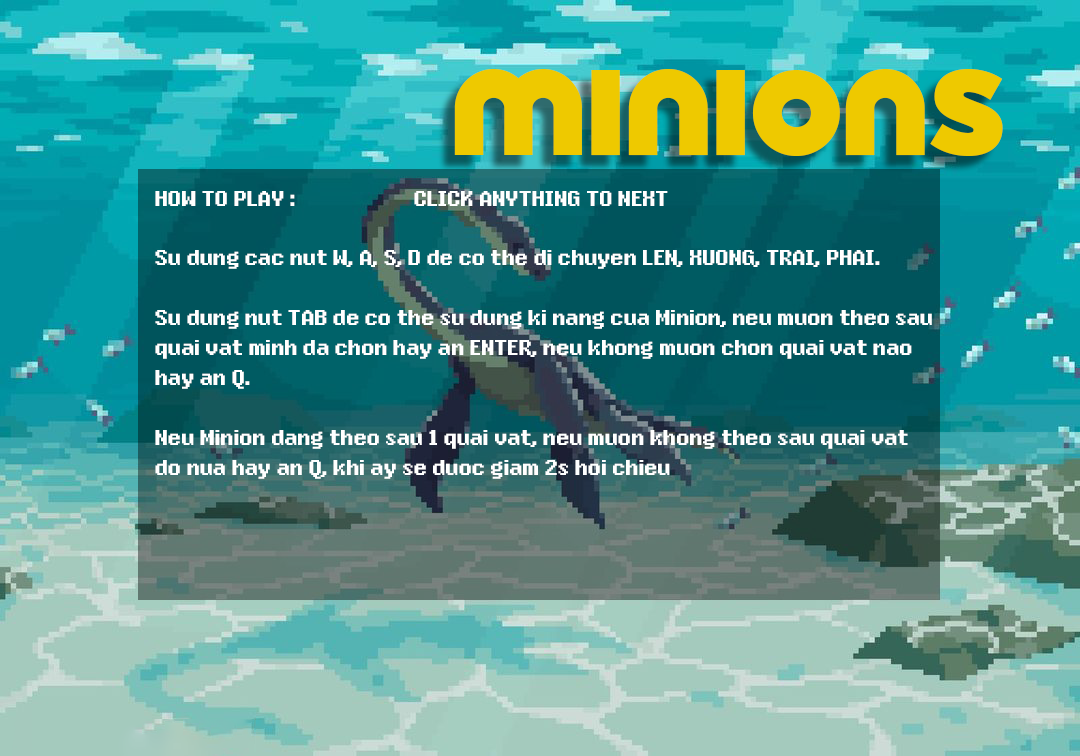 MINIONS
HOW TO PLAY : CLICK ANYTHING TO NEXT
Su dung cac nut W, A, S, D de co the di chuyen LEN, XUONG, TRAI, PHAI.
Su dung nut TAB de co the su dung ki nang cua Minion, neu muon theo sau
quai vat minh da chon hay an ENTER, neu khong muon chon quai vat nao
hay an Q.
Neu Minion dang theo sau 1 quai vat, neu muon khong theo sau quai vat
do nua hay an Q, khi ay se duoc giam 2s hoi chieu